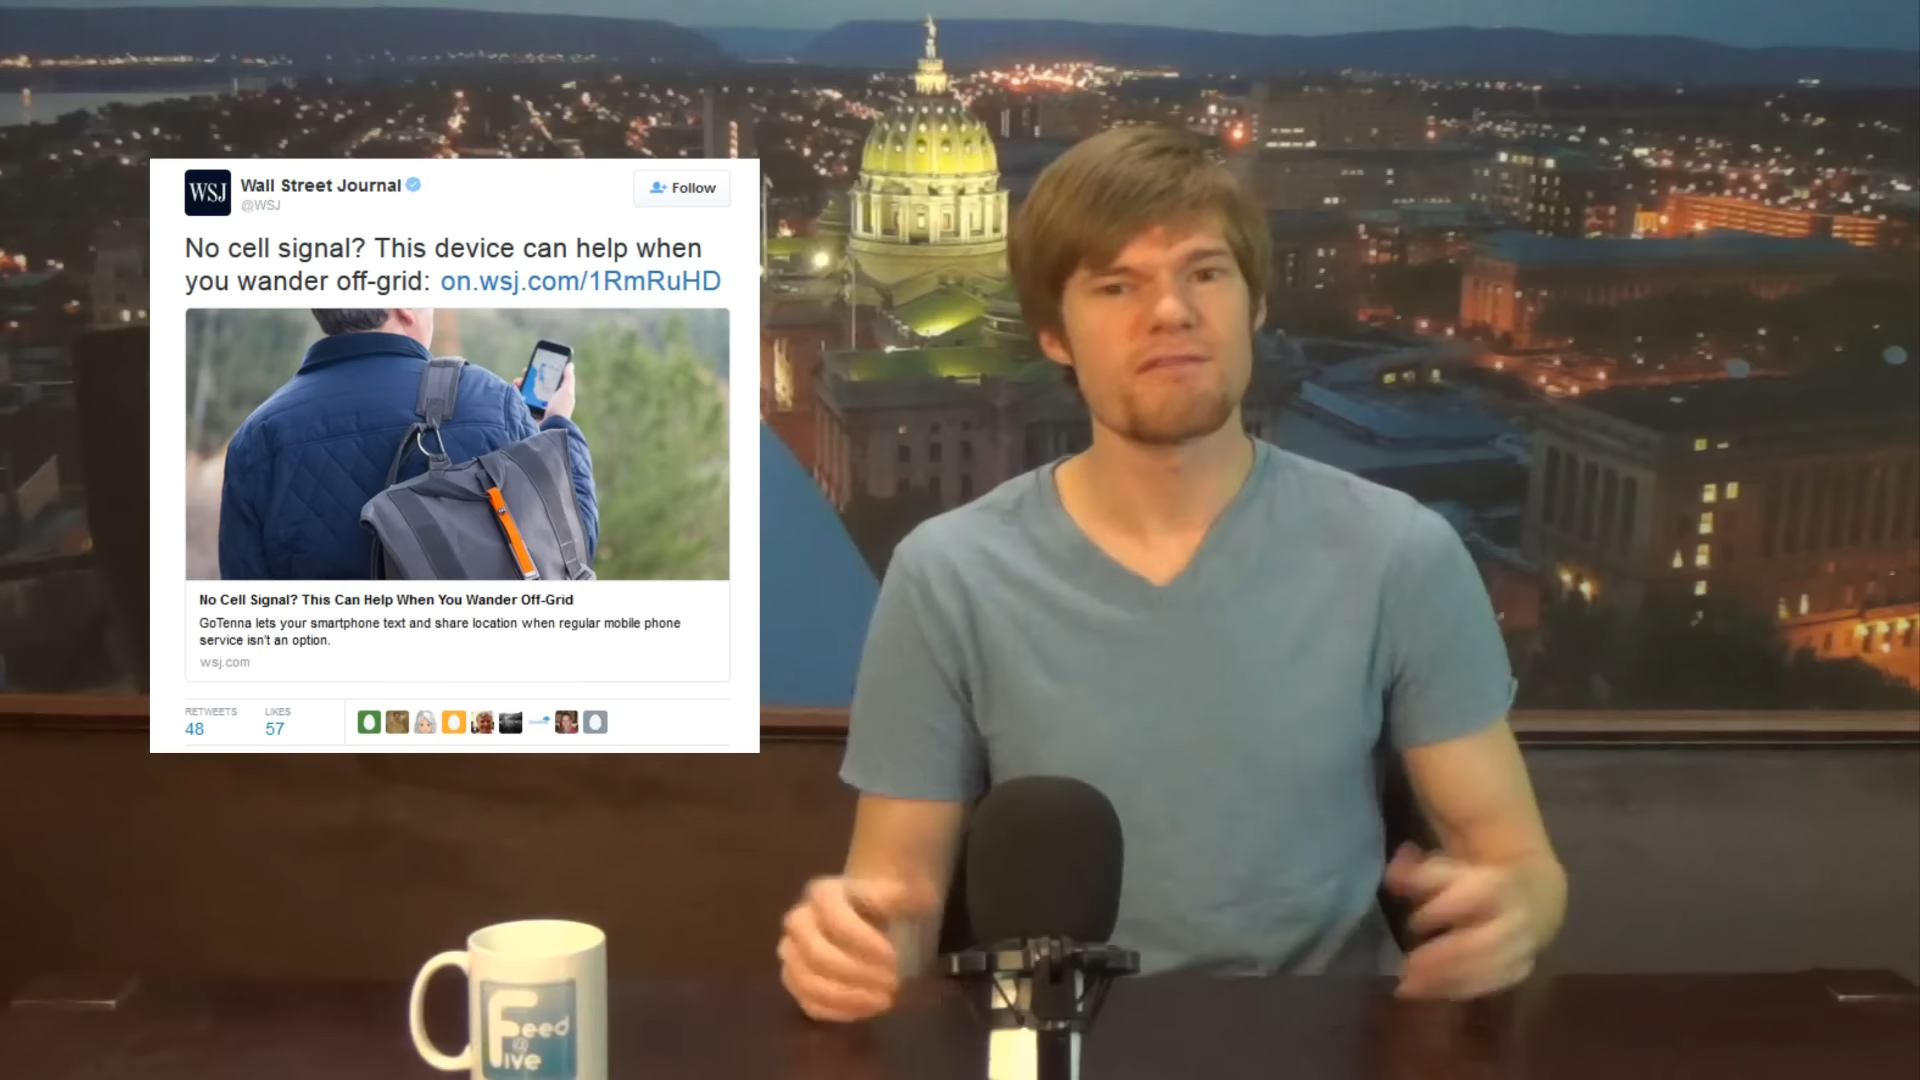 WSJ
Wall Street Journal
@WSJ
Follow
No cell signal? This device can help when
you wander off-grid: on.wsj.com/1RmRuHD
No Cell Signal? This Can Help When You Wander Off-Grid
GoTenna lets your smartphone text and share location when regular mobile phone
service isn't an option.
wsj.com
RETWEETS
LIKES
48
57
Feed
@
Five